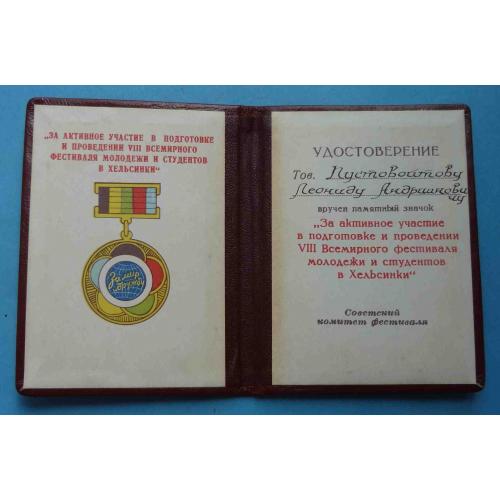 „ЗА АКТИВНОЕ УЧАСТИЕ В ПОДГОТОВКЕ
И ПРОВЕДЕНИИ VIII ВСЕМИРНОГО
ФЕСТИВАЛЯ МОЛОДЕЖИ И СТУДЕНТОВ
В ХЕЛЬСИНКИ“
За мир
и дружбу
УДОСТОВЕРЕНИЕ
Тов. Пустовойтову
Леониду
вручен памятный значок
„За активное участие
в подготовке и проведении
VIII Всемирного фестиваля
молодежи и студентов
в Хельсинки“
Советский
комитет фестиваля